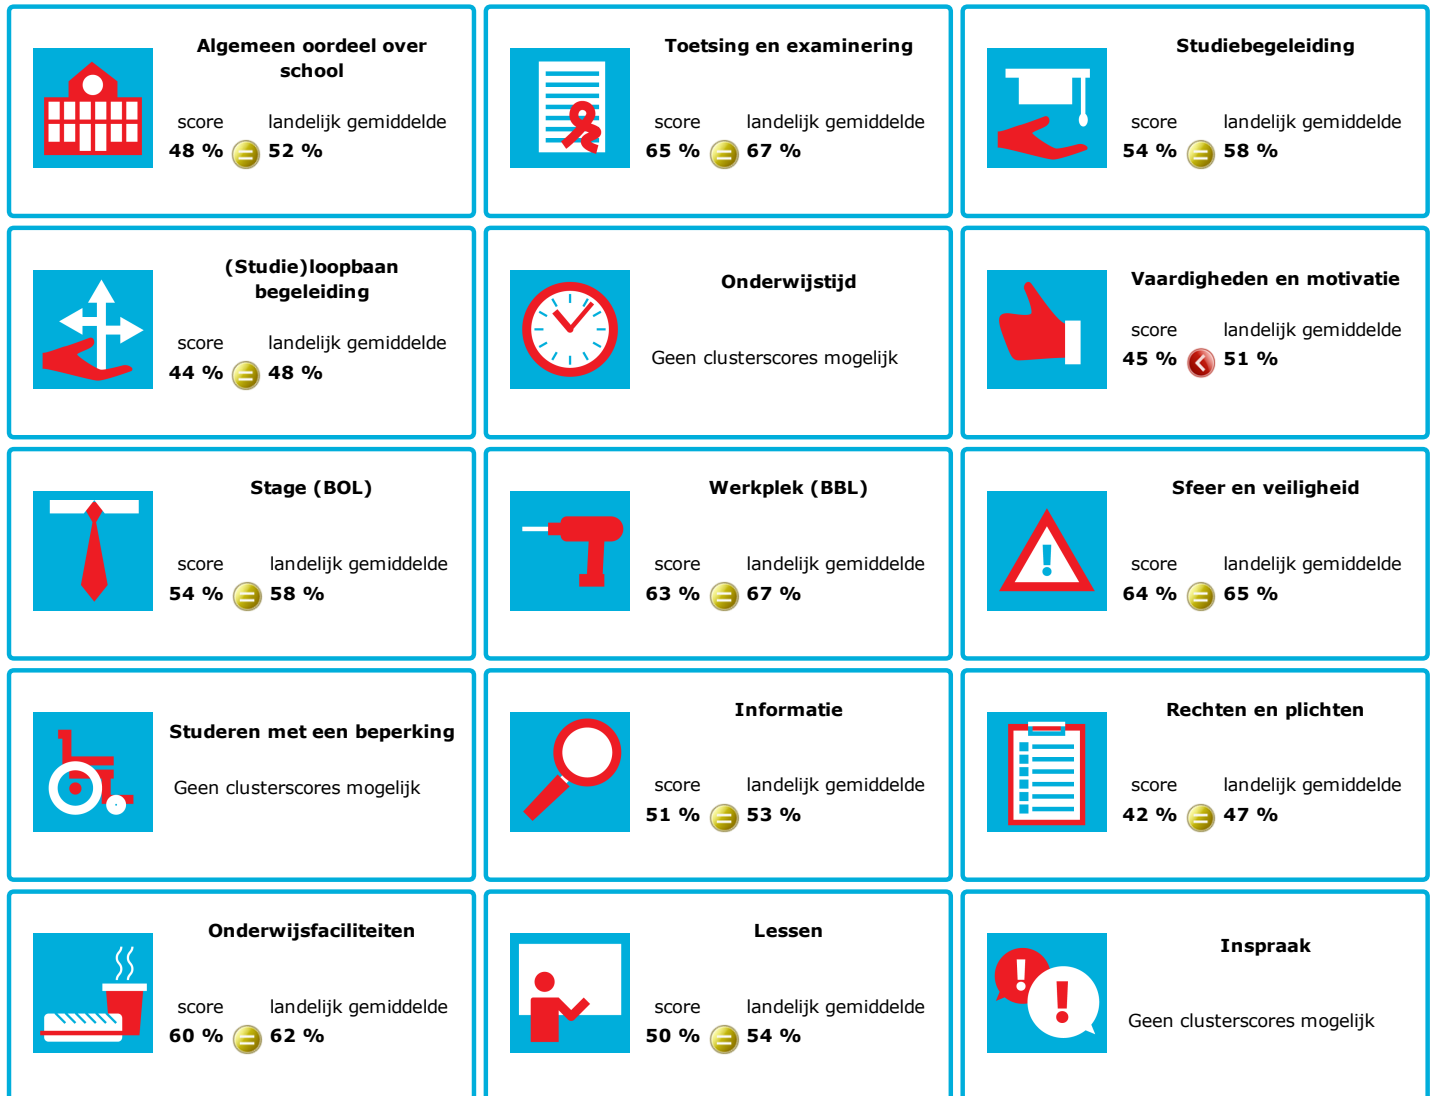 Algemeen oordeel over
school
score landelijk gemiddelde
48 % = 52 %
Toetsing en examinering
score landelijk gemiddelde
65 % = 67 %
Studiebegeleiding
score landelijk gemiddelde
54 % = 58 %
(Studie)loopbaan
begeleiding
score landelijk gemiddelde
44 % = 48 %
Onderwijstijd
Geen clusterscores mogelijk
Vaardigheden en motivatie
score landelijk gemiddelde
45 % < 51 %
Stage (BOL)
score landelijk gemiddelde
54 % = 58 %
Werkplek (BBL)
score landelijk gemiddelde
63 % = 67 %
Sfeer en veiligheid
score landelijk gemiddelde
64 % = 65 %
Studeren met een beperking
Geen clusterscores mogelijk
Informatie
score landelijk gemiddelde
51 % = 53 %
Rechten en plichten
score landelijk gemiddelde
42 % = 47 %
Onderwijsfaciliteiten
score landelijk gemiddelde
60 % = 62 %
Lessen
score landelijk gemiddelde
50 % = 54 %
Inspraak
Geen clusterscores mogelijk